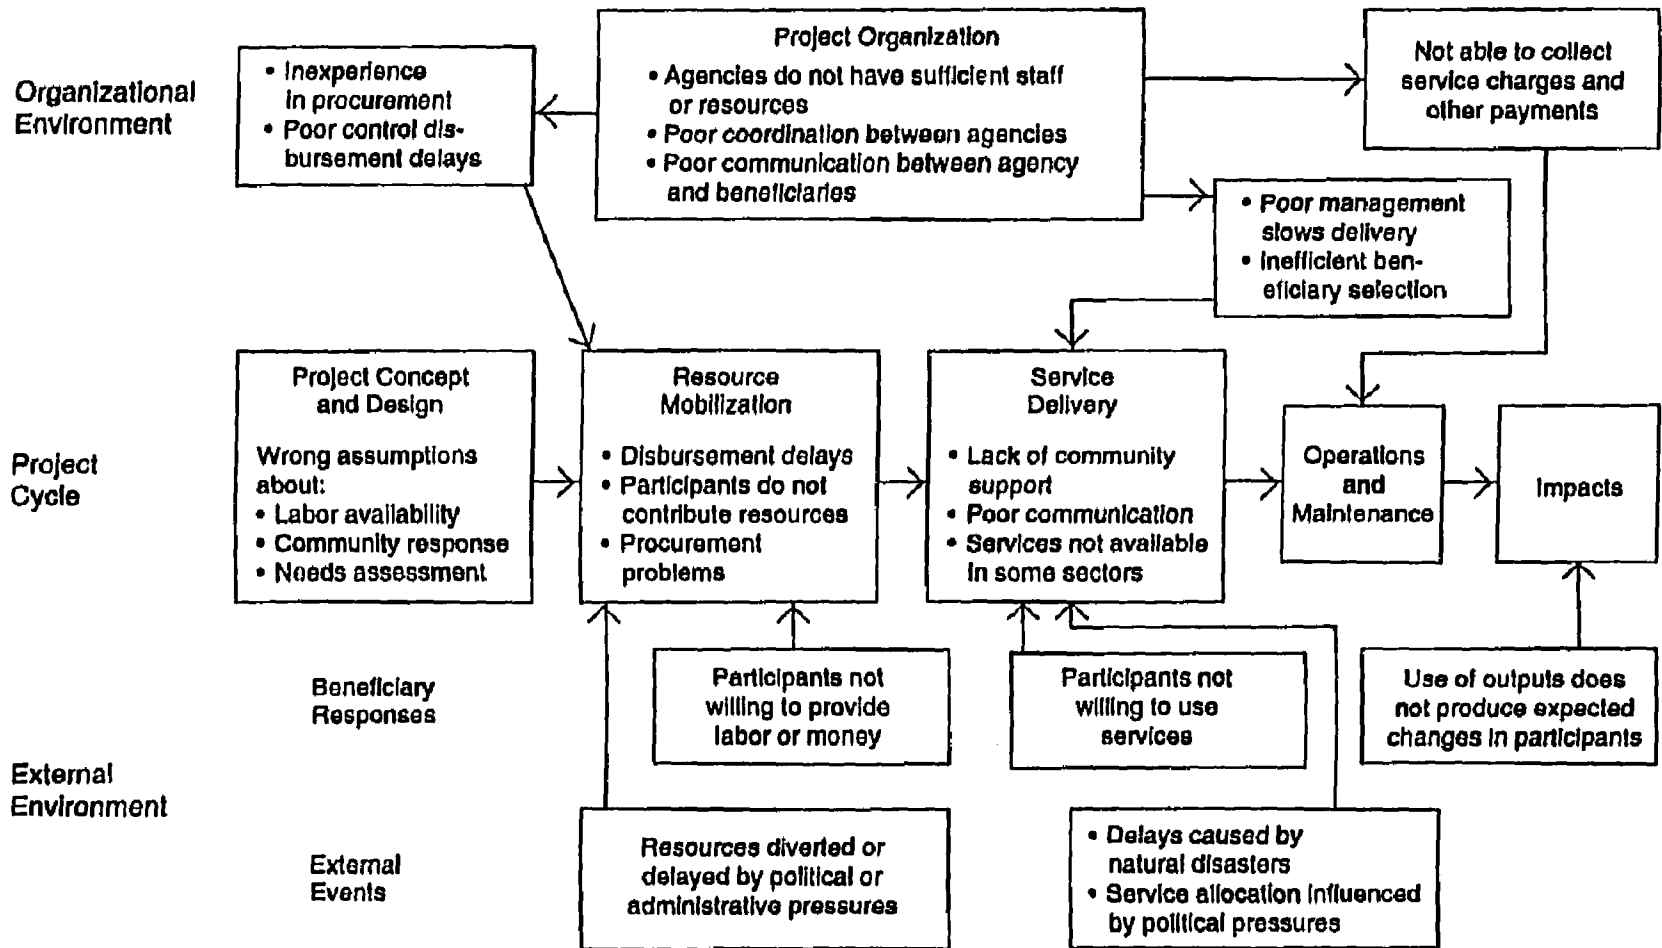 Organizational
Environment
• Inexperience
in procurement
• Poor control dis-
bursement delays
Project Organization
• Agencies do not have sufficient staff
or resources
• Poor coordination between agencies
• Poor communication between agency
and beneficiaries
Not able to collect
service charges and
other payments
• Poor management
slows delivery
• Inefficient ben-
eficiary selection
Project
Cycle
Project Concept
and Design
Wrong assumptions
about:
• Labor availability
• Community response
• Needs assessment
Resource
Mobilization
• Disbursement delays
• Participants do not
contribute resources
• Procurement
problems
Service
Delivery
• Lack of community
support
• Poor communication
• Services not available
in some sectors
Operations
and
Maintenance
Impacts
External
Environment
Beneficiary
Responses
Participants not
willing to provide
labor or money
Participants not
willing to use
services
Use of outputs does
not produce expected
changes in participants
External
Events
Resources diverted or
delayed by political or
administrative pressures
• Delays caused by
natural disasters
• Service allocation influenced
by political pressures